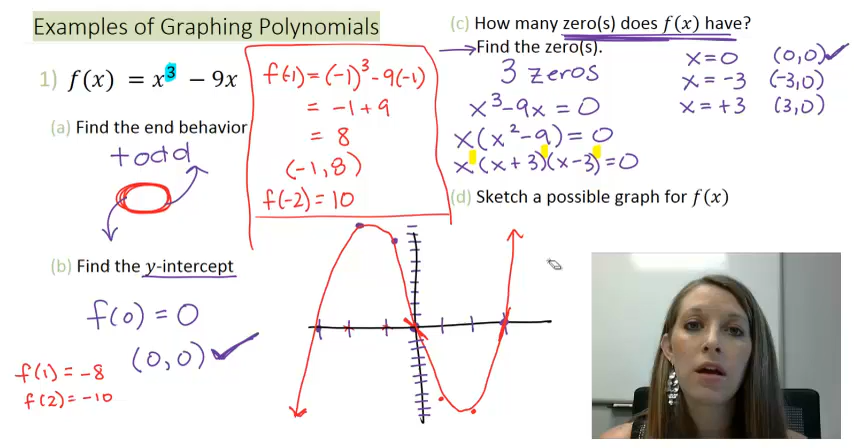 Examples of Graphing Polynomials
1) f(x) = x³ − 9x
(a) Find the end behavior
+odd
(b) Find the y-intercept
f(0) = 0
(0,0)
f(1) = -8
f(2) = -10
f(-1) = (-1)³ - 9(-1)
= -1 + 9
= 8
(-1, 8)
f(-2) = 10
(c) How many zero(s) does f(x) have?
Find the zero(s).
3 zeros
x³ - 9x = 0
x(x² - 9) = 0
x(x + 3)(x - 3) = 0
x = 0 (0,0)
x = -3 (-3,0)
x = +3 (3,0)
(d) Sketch a possible graph for f(x)